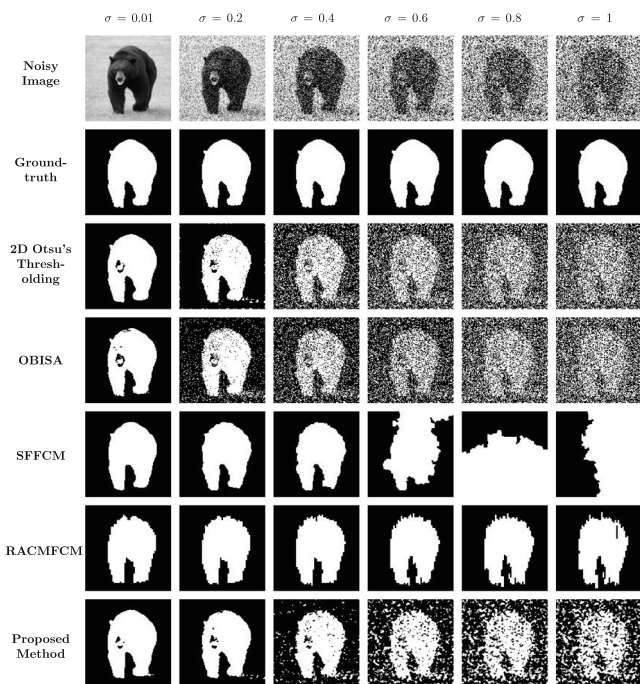 σ = 0.01 σ = 0.2 σ = 0.4 σ = 0.6 σ = 0.8 σ = 1
Noisy
Image
Ground-
truth
2D Otsu's
Thresh-
olding
OBISA
SFFCM
RACMFCM
Proposed
Method